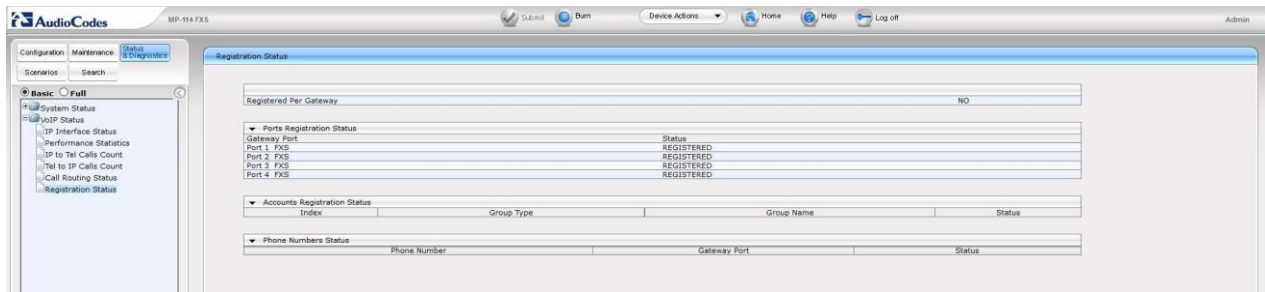 AudioCodes MP-114 FXS Submit Burn Device Actions Home Help Log off Admin
Configuration Maintenance Status & Diagnostics
Scenarios Search
Basic Full
System Status
VoIP Status
IP Interface Status
Performance Statistics
IP to Tel Calls Count
Tel to IP Calls Count
Call Routing Status
Registration Status
Registration Status
Registered Per Gateway NO
Ports Registration Status
Gateway Port Status
Port 1 FXS REGISTERED
Port 2 FXS REGISTERED
Port 3 FXS REGISTERED
Port 4 FXS REGISTERED
Accounts Registration Status
Index Group Type Group Name Status
Phone Numbers Status
Phone Number Gateway Port Status